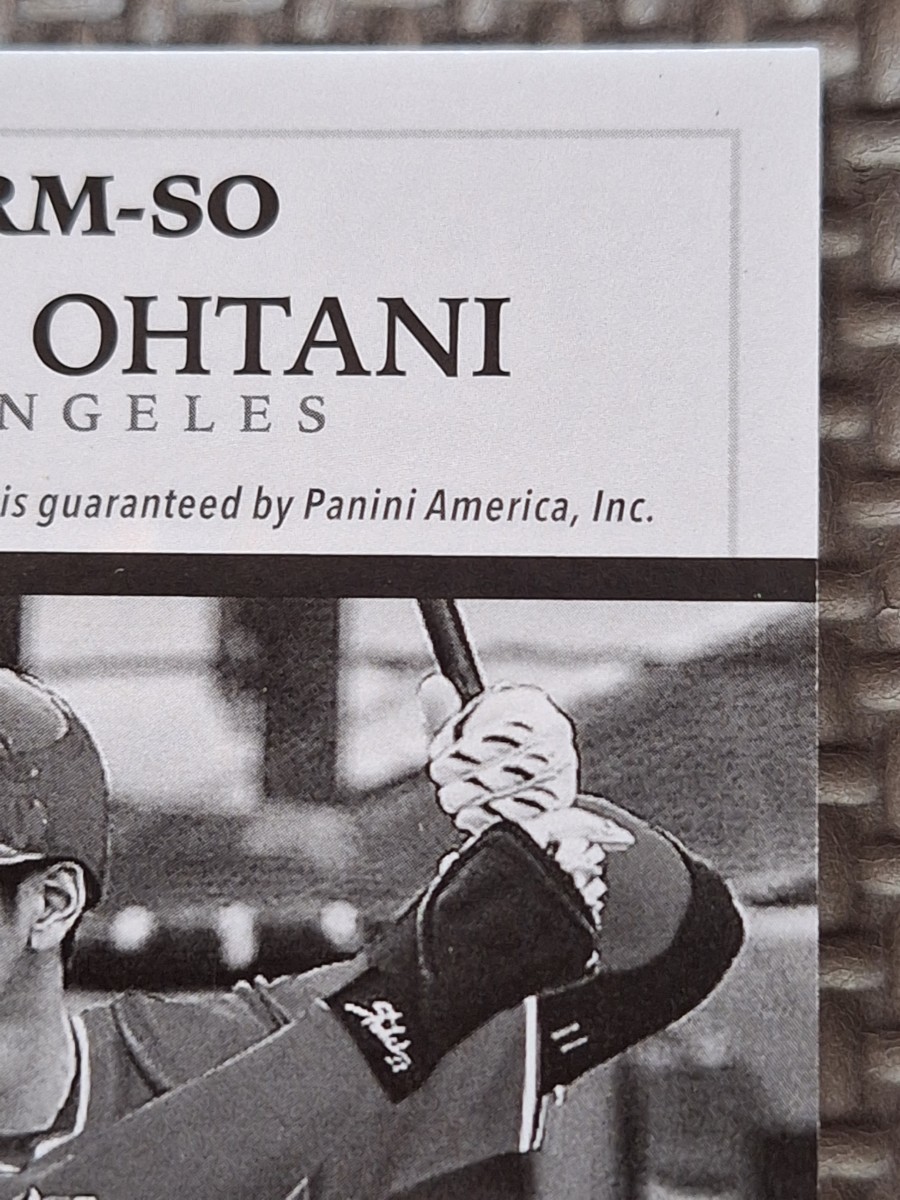 RM-SO
OHTANI
NGELES
is guaranteed by Panini America, Inc.